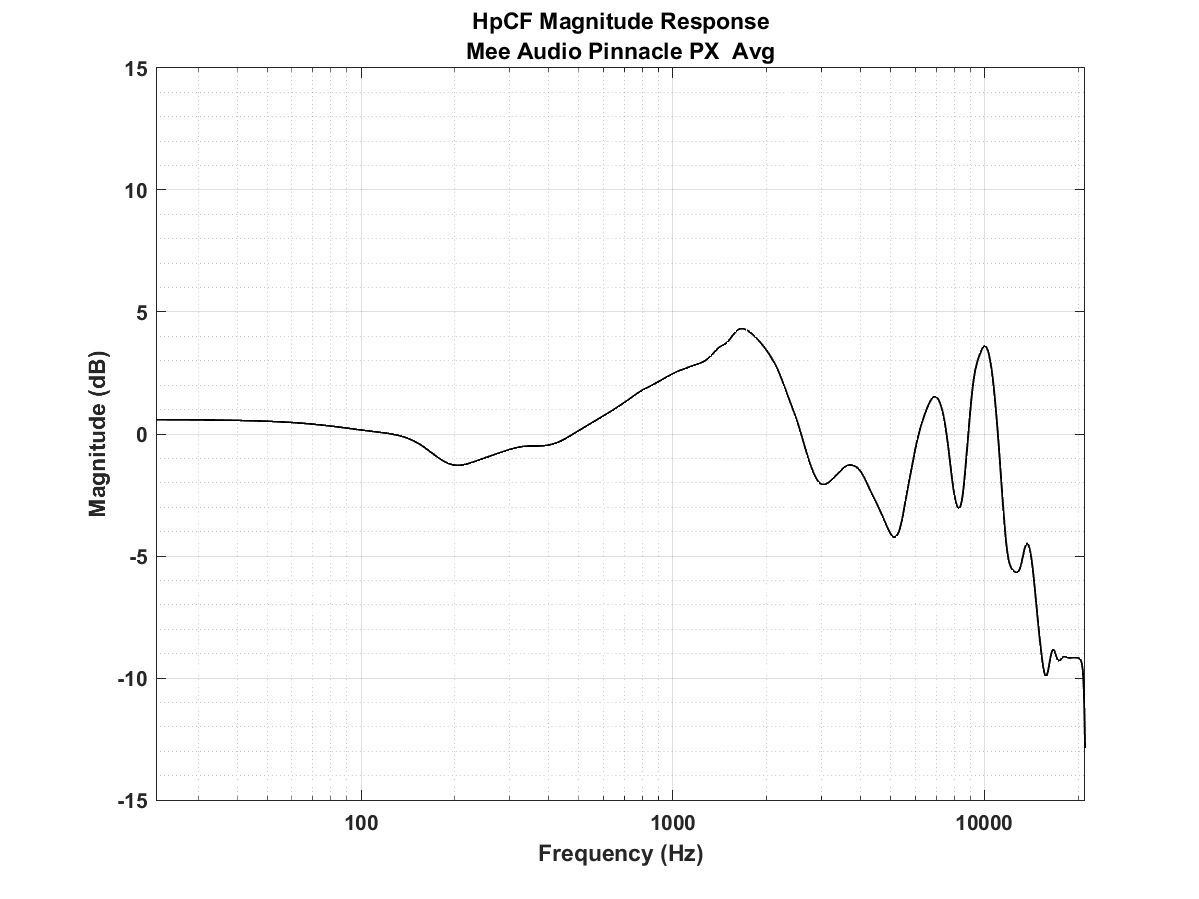 HpCF Magnitude Response
Mee Audio Pinnacle PX  Avg
15
10
5
0
-5
-10
-15
Magnitude (dB)
100
1000
10000
Frequency (Hz)